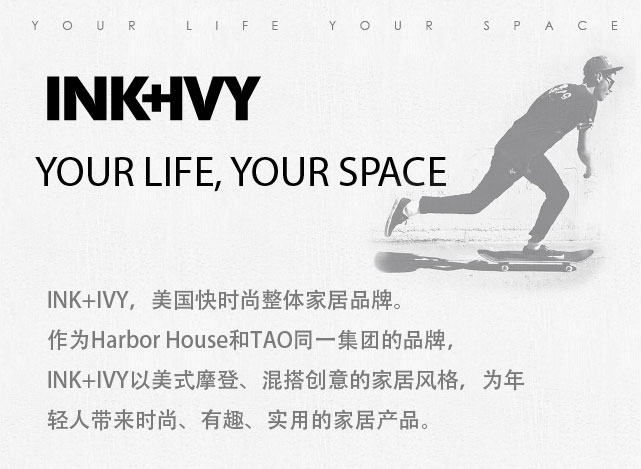 YOUR LIFE YOUR SPACE
INK+IVY
YOUR LIFE, YOUR SPACE
INK+IVY，美国快时尚整体家居品牌。
作为Harbor House和TAO同一集团的品牌，
INK+IVY以美式摩登、混搭创意的家居风格，为年
轻人带来时尚、有趣、实用的家居产品。